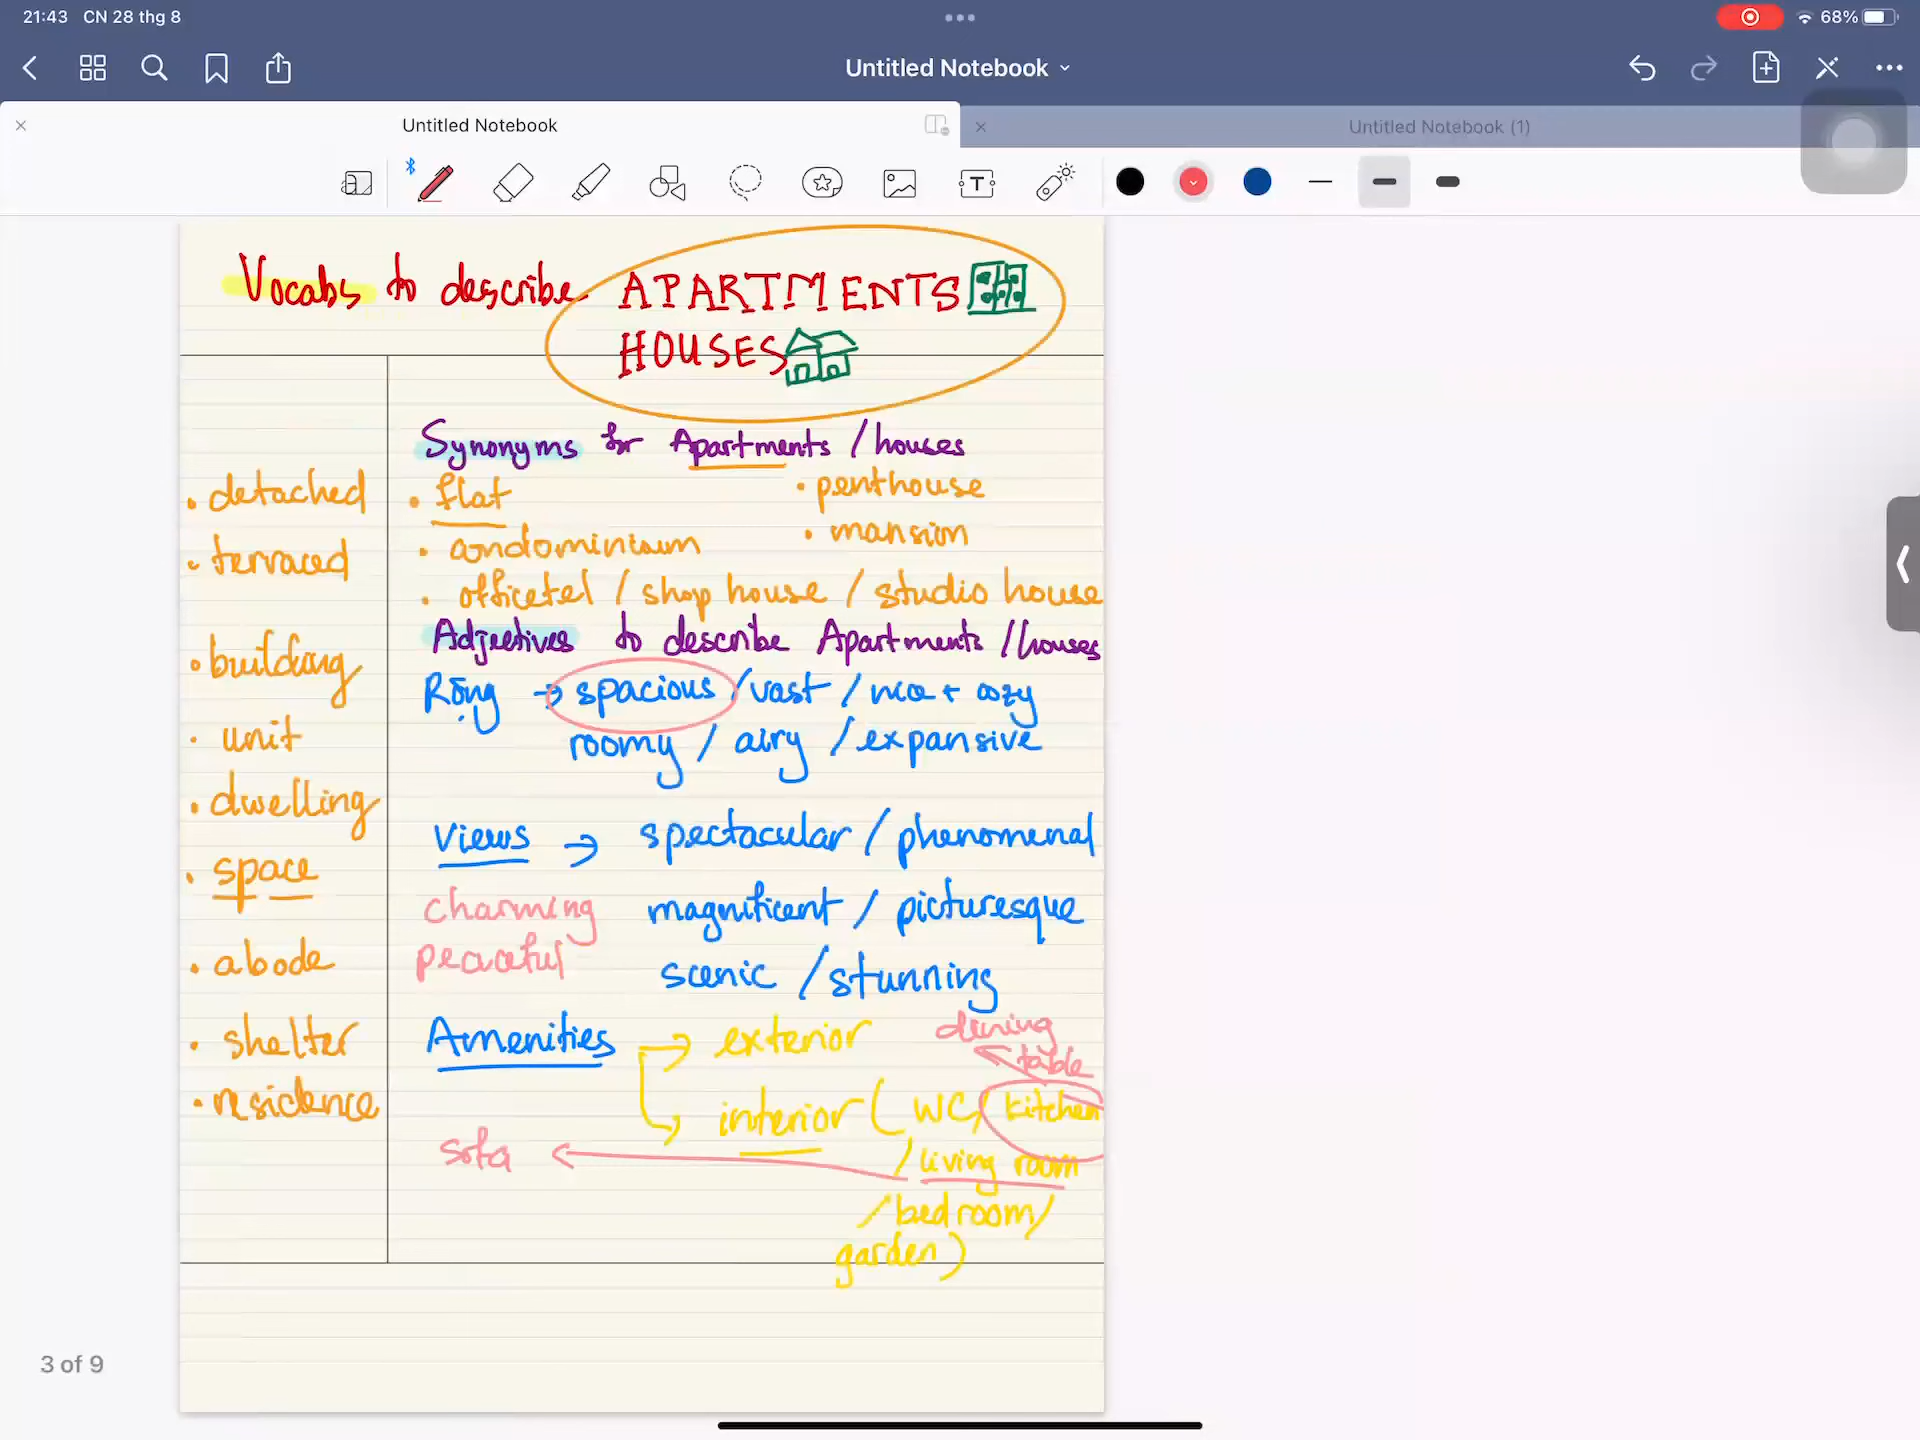 21:43 CN 28 thg 8
68%
Untitled Notebook
Untitled Notebook
Untitled Notebook (1)
Vocabs to describe APARTMENTS
HOUSES
Synonyms for Apartments / houses
• detached
• terraced
• building
• unit
• dwelling
• space
• abode
• shelter
• residence
• flat
• penthouse
• condominium
• mansion
• officetel / shop house / studio house
Adjectives to describe Apartments / houses
Rộng → spacious / vast / nice + cozy
roomy / airy / expansive
Views → spectacular / phenomenal
charming magnificent / picturesque
peaceful scenic / stunning
Amenities → exterior
dining
table
interior ( WC / kitchen
sofa / living room
/ bedroom /
garden )
3 of 9